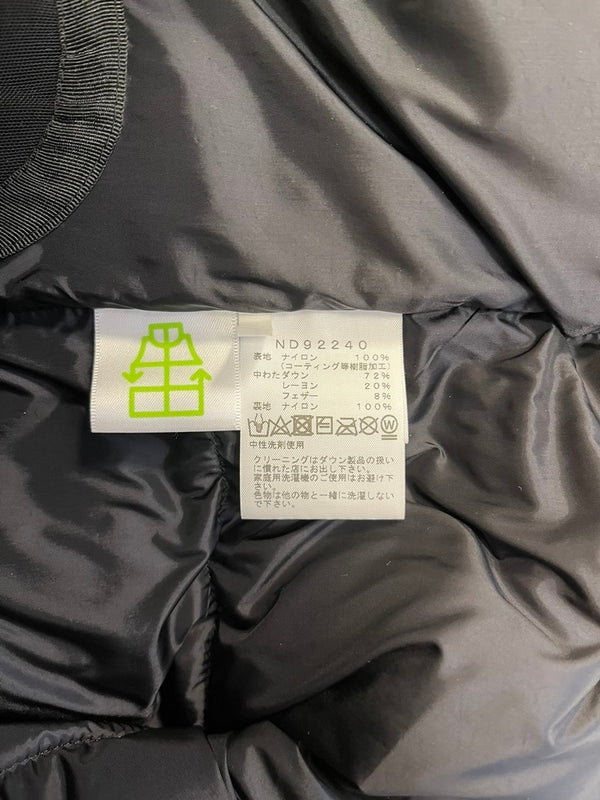 ND92240
表地 ナイロン 100%
(コーティング等樹脂加工)
中わたダウン 72%
レーヨン 20%
フェザー 8%
裏地 ナイロン 100%
W
中性洗剤使用
クリーニングはダウン製品の扱い
に慣れた店にお出し下さい。
家庭用洗濯機のご使用はお避け下
さい。
色物は他の物と一緒に洗濯しない
で下さい。